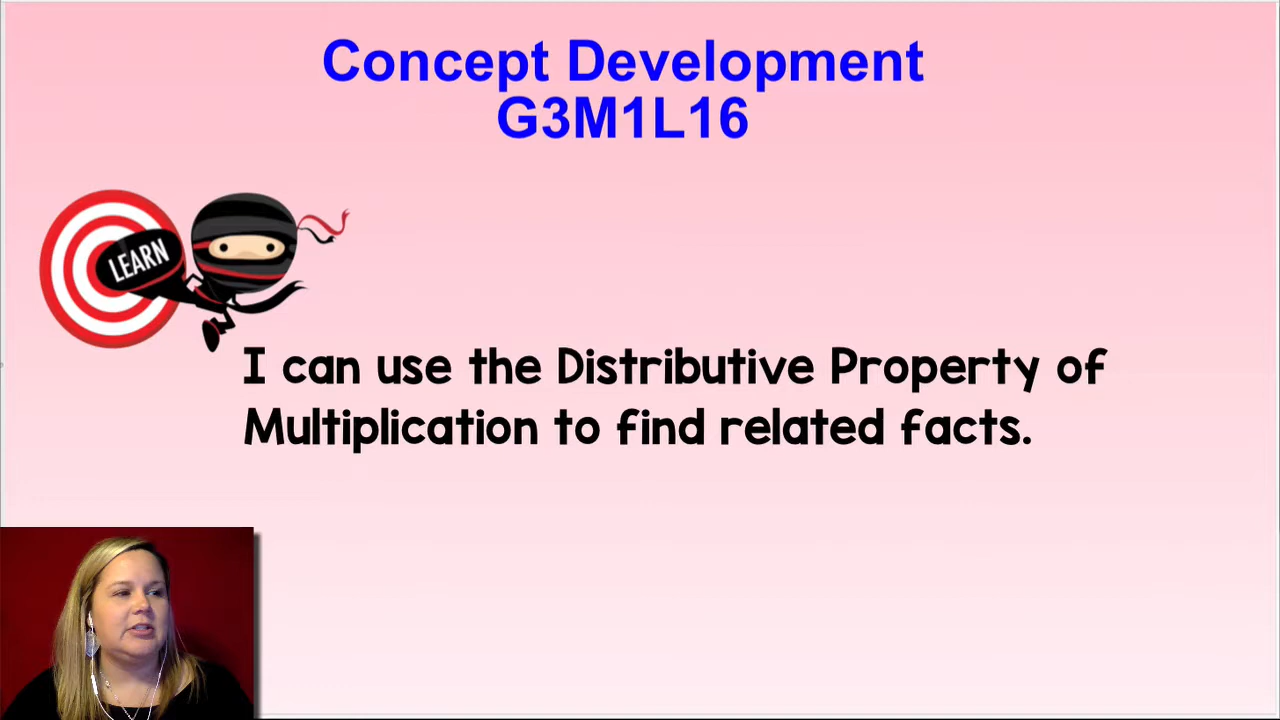 Concept Development
G3M1L16
LEARN
I can use the Distributive Property of
Multiplication to find related facts.